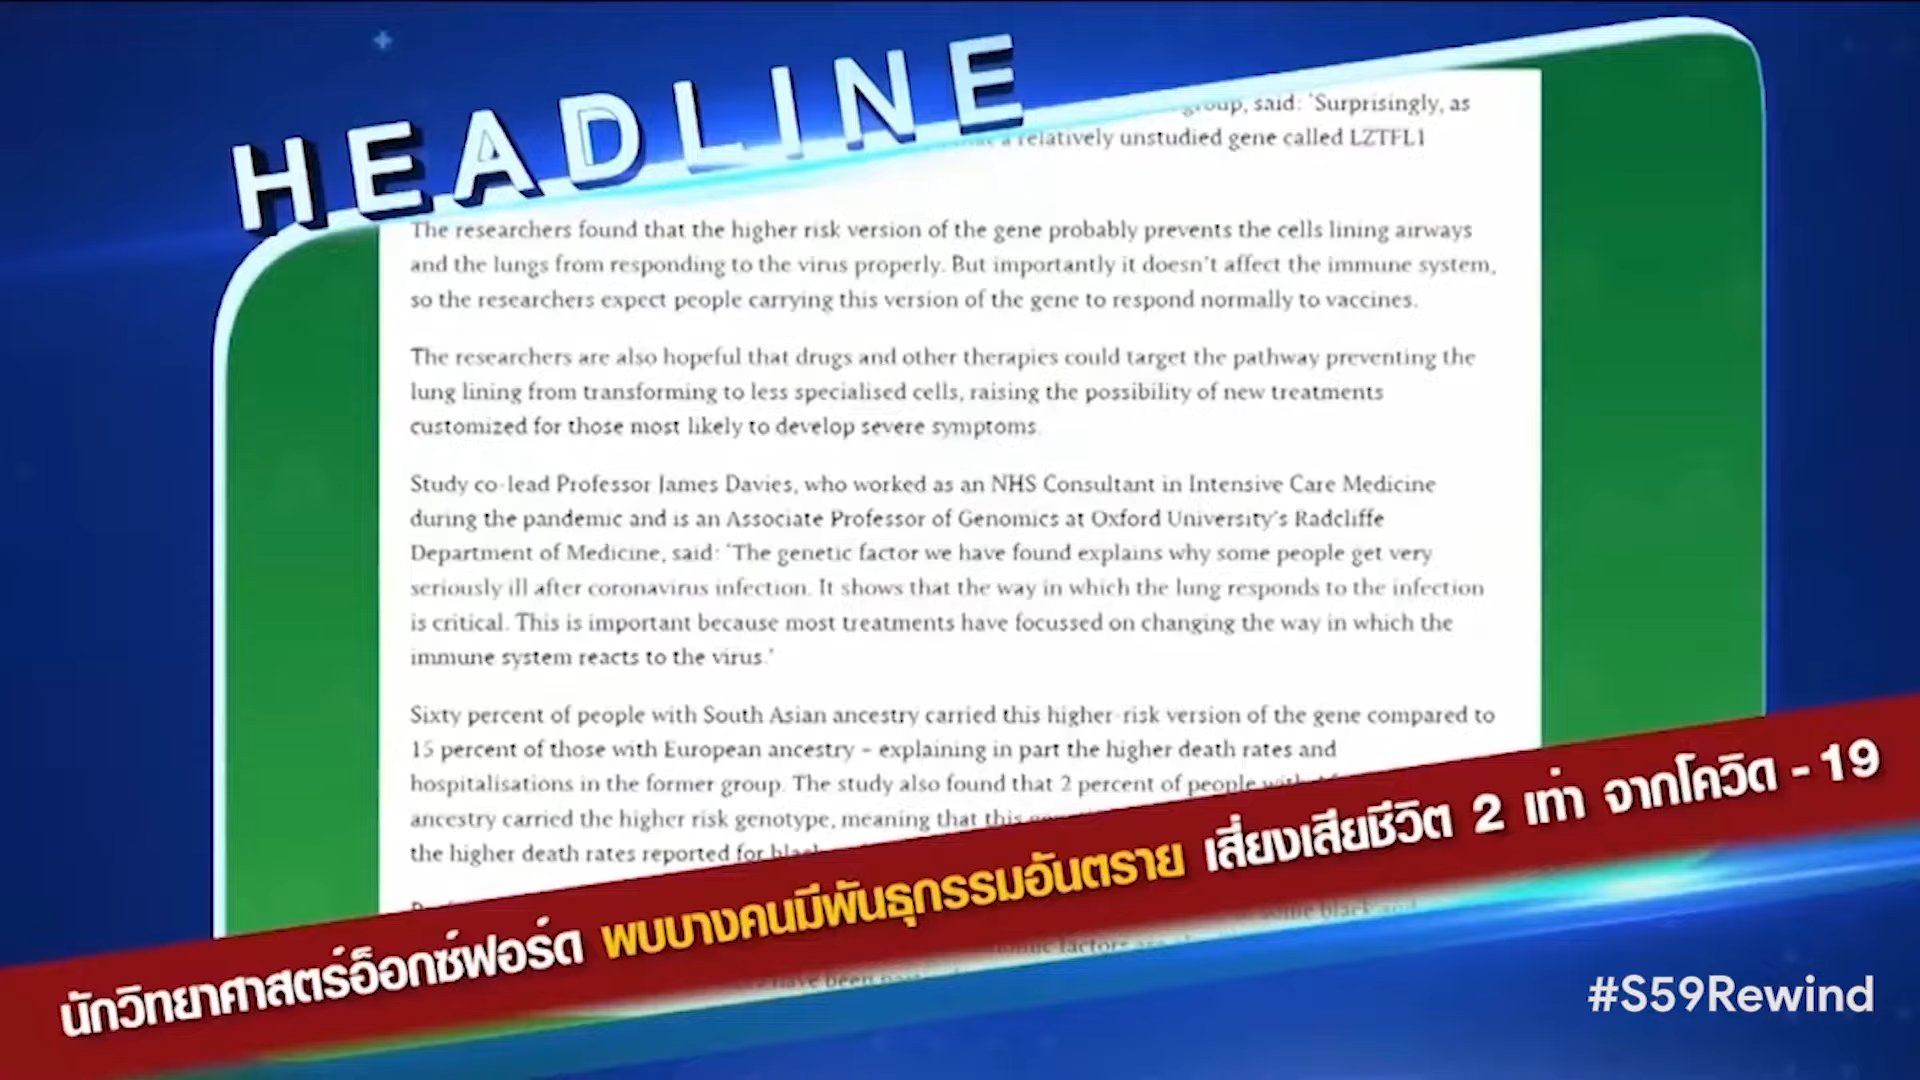 HEADLINE
group, said: 'Surprisingly, as
a relatively unstudied gene called LZTFL1
The researchers found that the higher risk version of the gene probably prevents the cells lining airways
and the lungs from responding to the virus properly. But importantly it doesn't affect the immune system,
so the researchers expect people carrying this version of the gene to respond normally to vaccines.
The researchers are also hopeful that drugs and other therapies could target the pathway preventing the
lung lining from transforming to less specialised cells, raising the possibility of new treatments
customized for those most likely to develop severe symptoms.
Study co-lead Professor James Davies, who worked as an NHS Consultant in Intensive Care Medicine
during the pandemic and is an Associate Professor of Genomics at Oxford University's Radcliffe
Department of Medicine, said: 'The genetic factor we have found explains why some people get very
seriously ill after coronavirus infection. It shows that the way in which the lung responds to the infection
is critical. This is important because most treatments have focussed on changing the way in which the
immune system reacts to the virus.'
Sixty percent of people with South Asian ancestry carried this higher-risk version of the gene compared to
15 percent of those with European ancestry – explaining in part the higher death rates and
hospitalisations in the former group. The study also found that 2 percent of people
ancestry carried the higher risk genotype, meaning that this
the higher death rates reported for
นักวิทยาศาสตร์อ็อกซ์ฟอร์ด พบบางคนมีพันธุกรรมอันตราย เสี่ยงเสียชีวิต 2 เท่า จากโควิด - 19
some black and
factors are
have been
#S59Rewind